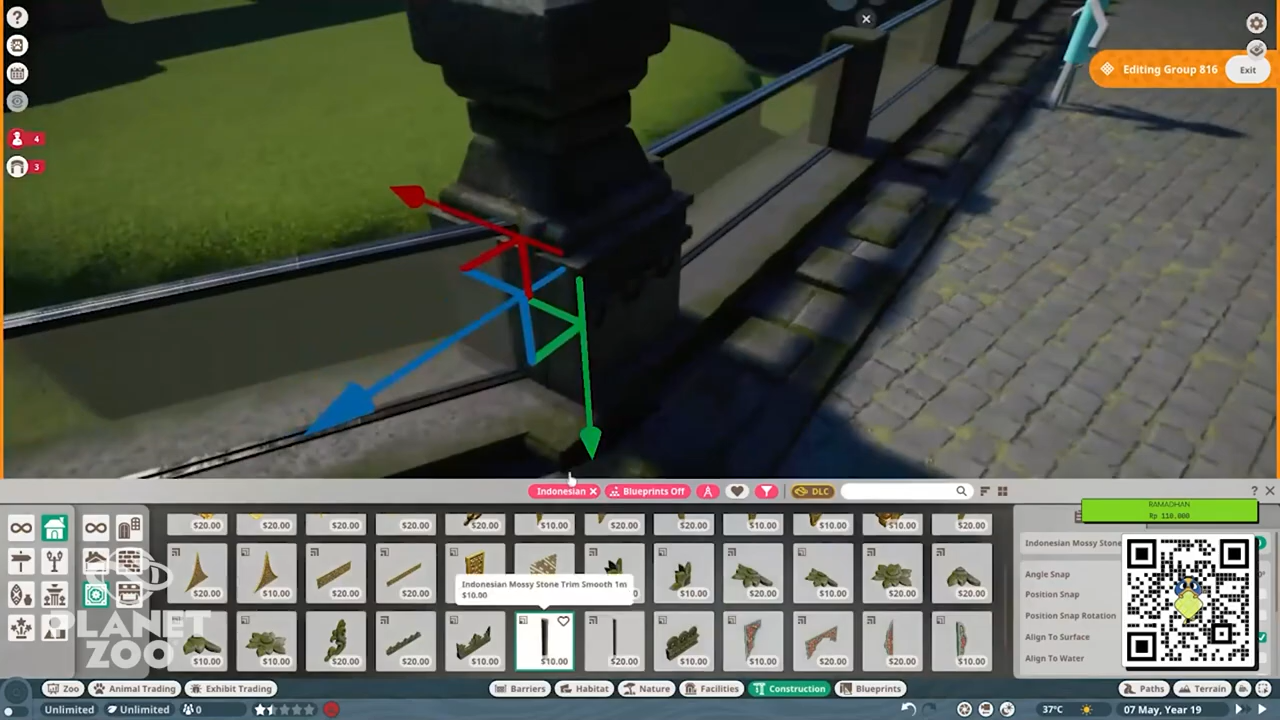 Editing Group 816
Exit
4
3
Indonesian
Blueprints Off
DLC
RAMADHAN
Rp 110.000
$20.00 $20.00 $20.00 $20.00 $20.00 $10.00 $20.00 $20.00 $10.00 $10.00 $10.00 $20.00
$20.00 $10.00 $20.00 $20.00 $10.00 $20.00 $10.00 $20.00 $20.00
Indonesian Mossy Stone Trim Smooth 1m
$10.00
$10.00 $10.00 $20.00 $20.00 $10.00 $10.00 $20.00 $10.00 $10.00 $20.00 $10.00 $10.00
Indonesian Mossy Stone
Angle Snap
Position Snap
Position Snap Rotation
Align To Surface
Align To Water
PLANET
ZOO
Zoo
Animal Trading
Exhibit Trading
Barriers
Habitat
Nature
Facilities
Construction
Blueprints
Paths
Terrain
Unlimited
Unlimited
0
37°C
07 May, Year 19